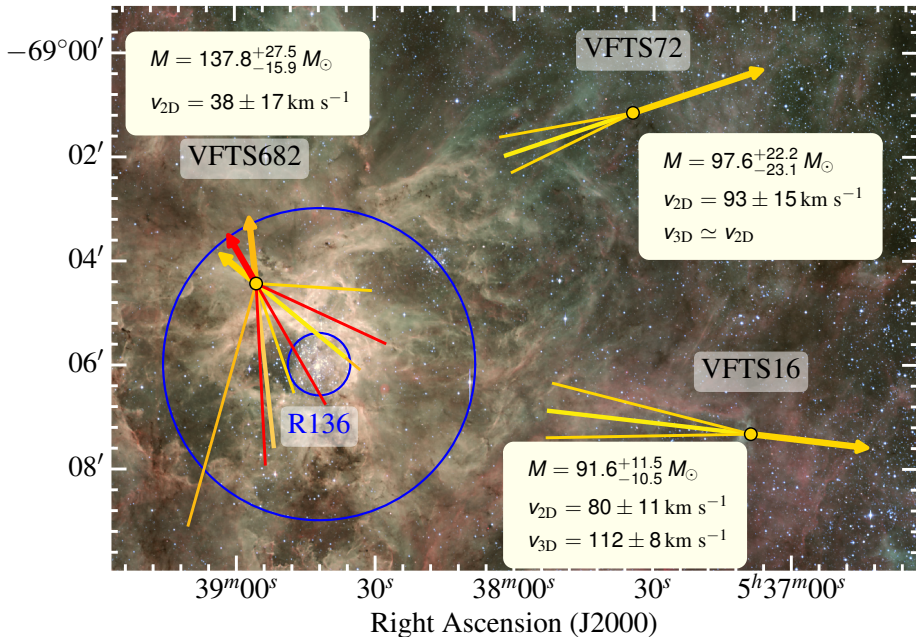 −69°00′
02′
04′
06′
08′
M = 137.8 +27.5 −15.9 M⊙
v2D = 38 ± 17 km s⁻¹
VFTS682
VFTS72
M = 97.6 +22.2 −23.1 M⊙
v2D = 93 ± 15 km s⁻¹
v3D ≃ v2D
R136
VFTS16
M = 91.6 +11.5 −10.5 M⊙
v2D = 80 ± 11 km s⁻¹
v3D = 112 ± 8 km s⁻¹
39ᵐ00ˢ 30ˢ 38ᵐ00ˢ 30ˢ 5ʰ37ᵐ00ˢ
Right Ascension (J2000)